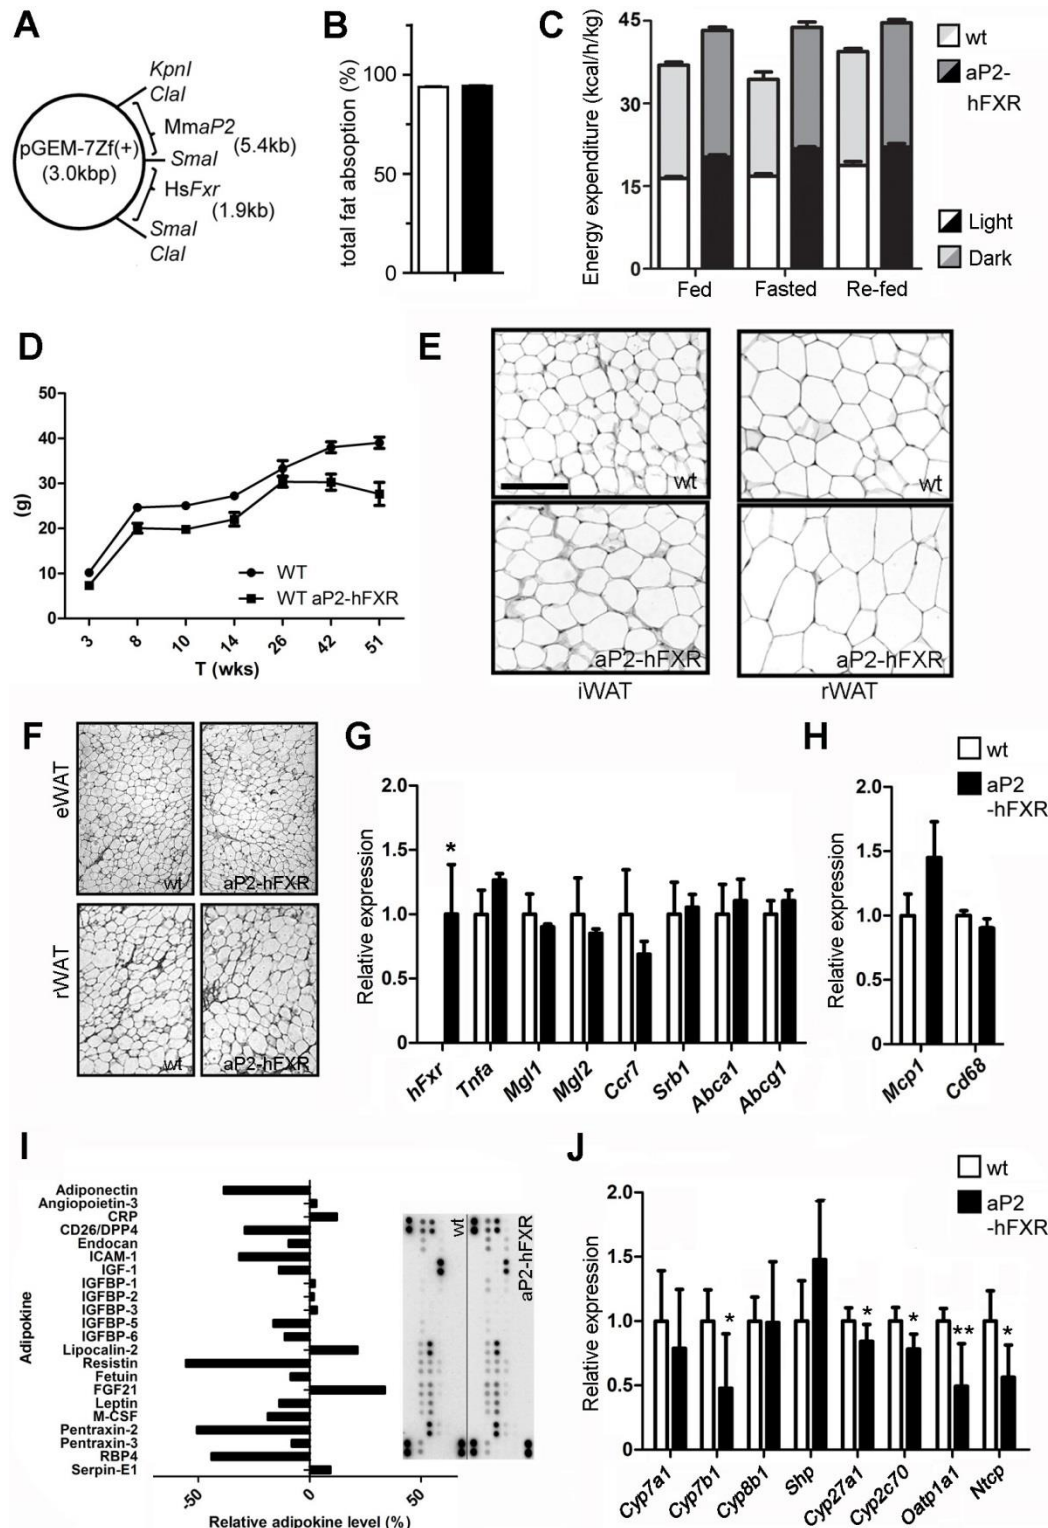 A
KpnI
ClaI
pGEM-7Zf(+)
(3.0kbp)
MmaP2
(5.4kb)
SmaI
HsFxr
(1.9kb)
SmaI
ClaI
B
total fat absoption (%)
100
50
0
C
Energy expenditure (kcal/h/kg)
45
30
15
0
Fed
Fasted
Re-fed
wt
aP2-
hFXR
Light
Dark
D
(g)
50
40
30
20
10
0
WT
WT aP2-hFXR
3
8
10
14
26
42
51
T (wks)
E
wt
wt
aP2-hFXR
aP2-hFXR
iWAT
rWAT
F
eWAT
wt
aP2-hFXR
rWAT
wt
aP2-hFXR
G
Relative expression
2.0
1.5
1.0
0.5
0
*
hFxr
Tnfa
Mgl1
Mgl2
Ccr7
Srb1
Abca1
Abcg1
H
wt
aP2
-hFXR
Relative expression
2.0
1.5
1.0
0.5
0
Mcp1
Cd68
I
Adipokine
Adiponectin
Angiopoietin-3
CRP
CD26/DPP4
Endocan
ICAM-1
IGF-1
IGFBP-1
IGFBP-2
IGFBP-3
IGFBP-5
IGFBP-6
Lipocalin-2
Resistin
Fetuin
FGF21
Leptin
M-CSF
Pentraxin-2
Pentraxin-3
RBP4
Serpin-E1
-50
0
50
Relative adipokine level (%)
wt
aP2-hFXR
J
wt
aP2
-hFXR
Relative expression
2.0
1.5
1.0
0.5
0
*
*
*
**
*
Cyp7a1
Cyp7b1
Cyp8b1
Shp
Cyp27a1
Cyp2c70
Oatp1a1
Ntcp